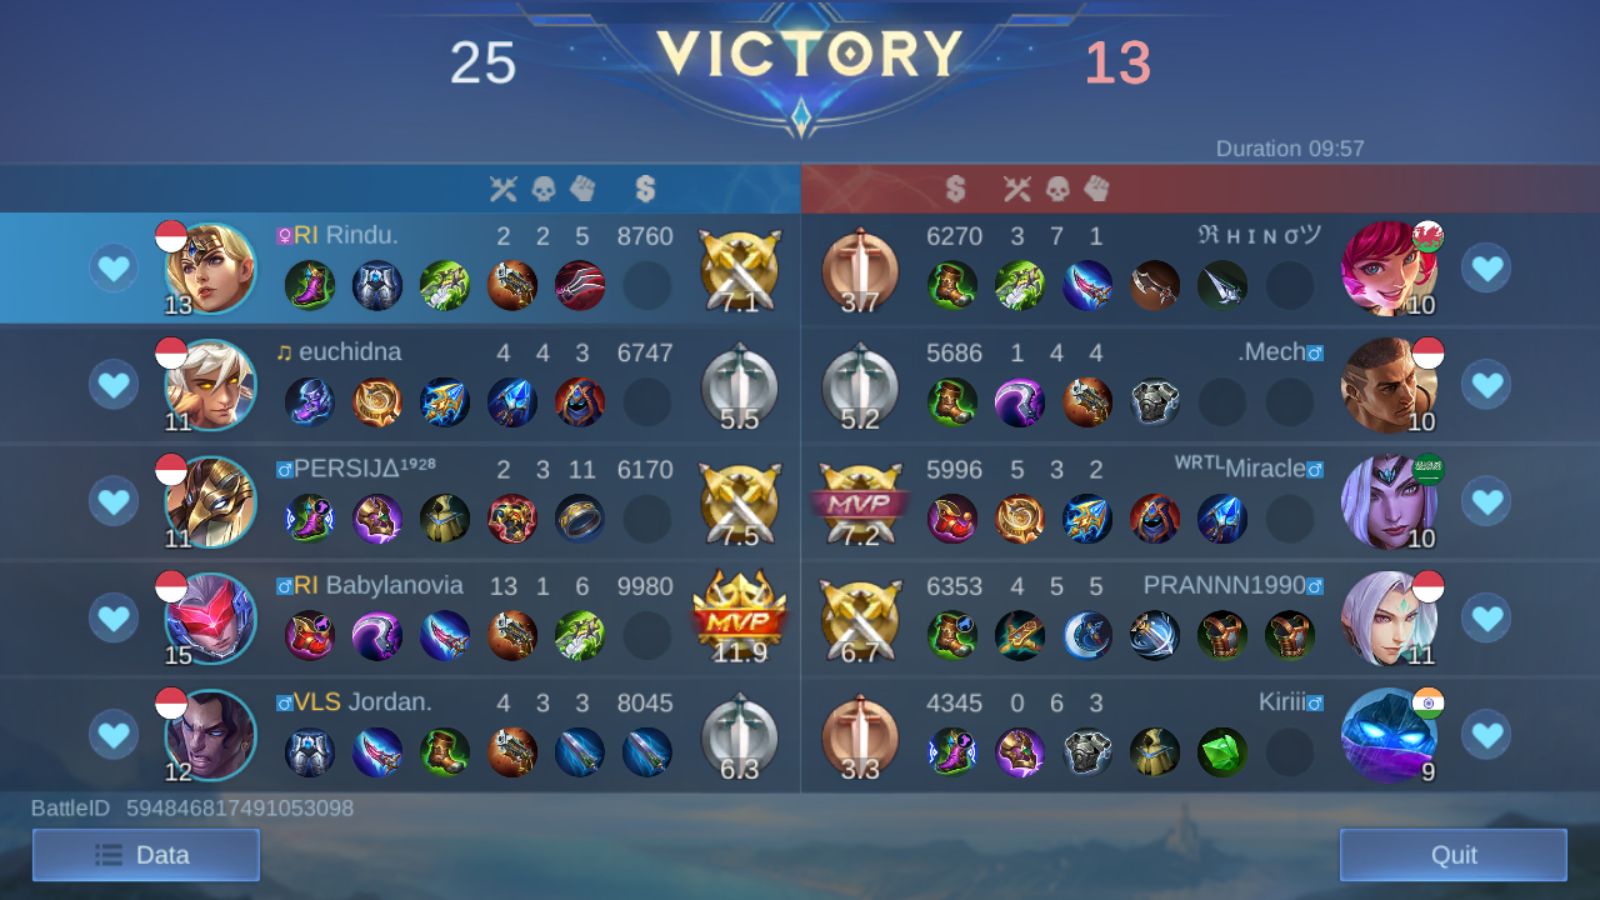 25 VICTORY 13
Duration 09:57
RI Rindu. 2 2 5 8760
13 7.1
6270 3 7 1 ℜ ʜ ɪ ɴ σツ
3.7 10
♫ euchidna 4 4 3 6747
11 5.5
5686 1 4 4 .Mech
5.2 10
PERSIJΔ¹⁹²⁸ 2 3 11 6170
11 7.5
5996 5 3 2 ᵂᴿᵀᴸMiracle
MVP 7.2 10
RI Babylanovia 13 1 6 9980
15 MVP 11.9
6353 4 5 5 PRANNN1990
6.7 11
VLS Jordan. 4 3 3 8045
12 6.3
4345 0 6 3 Kiriii
3.3 9
BattleID 594846817491053098
Data
Quit